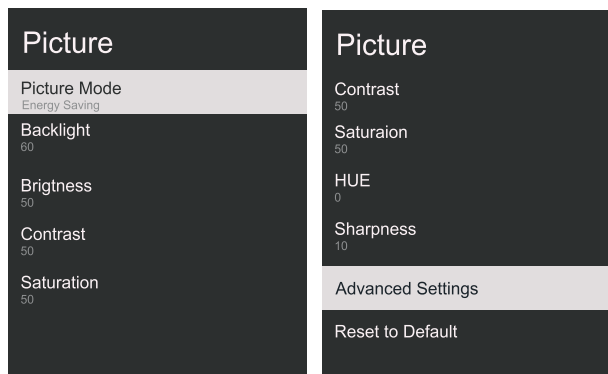 Picture
Picture Mode
Energy Saving
Backlight
60
Brigtness
50
Contrast
50
Saturation
50
Picture
Contrast
50
Saturaion
50
HUE
0
Sharpness
10
Advanced Settings
Reset to Default